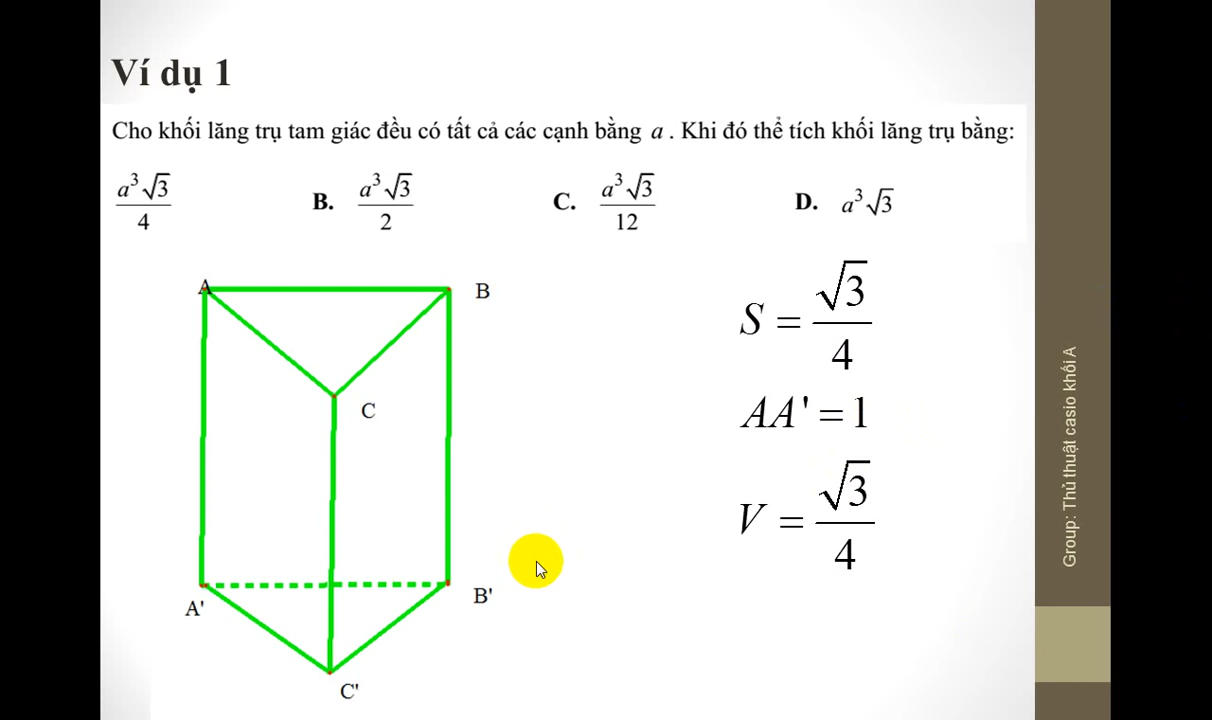 Ví dụ 1
Cho khối lăng trụ tam giác đều có tất cả các cạnh bằng a . Khi đó thể tích khối lăng trụ bằng:
a³√3/4 B. a³√3/2 C. a³√3/12 D. a³√3
A
B
C
A'
B'
C'
S = √3/4
AA' = 1
V = √3/4
Group: Thủ thuật casio khối A